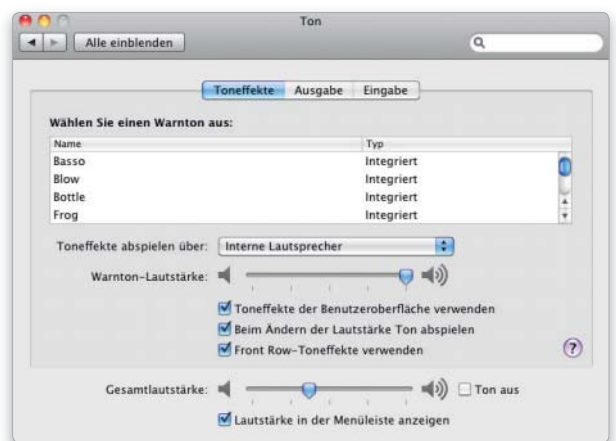 Ton
Alle einblenden
Toneffekte Ausgabe Eingabe
Wählen Sie einen Warnton aus:
Name Typ
Basso Integriert
Blow Integriert
Bottle Integriert
Frog Integriert
Toneffekte abspielen über: Interne Lautsprecher
Warnton-Lautstärke:
Toneffekte der Benutzeroberfläche verwenden
Beim Ändern der Lautstärke Ton abspielen
Front Row-Toneffekte verwenden
?
Gesamtlautstärke: Ton aus
Lautstärke in der Menüleiste anzeigen